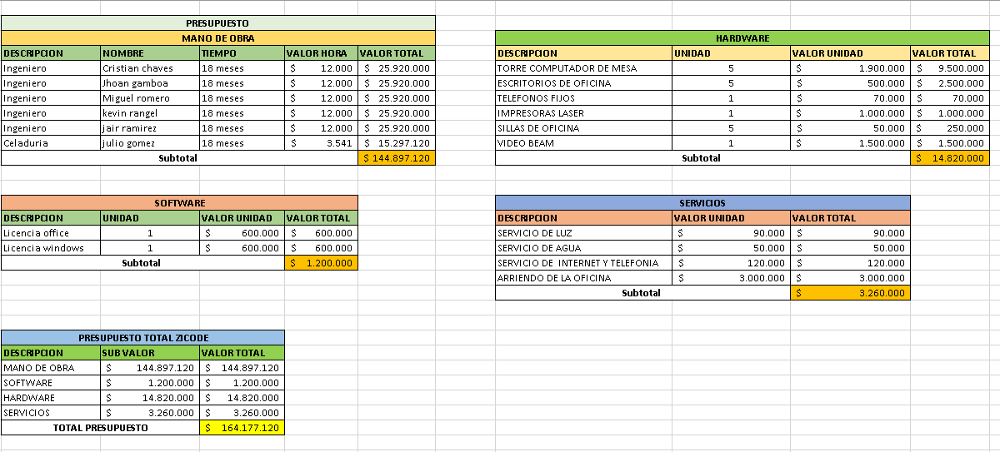 PRESUPUESTO
MANO DE OBRA
DESCRIPCION NOMBRE TIEMPO VALOR HORA VALOR TOTAL
Ingeniero Cristian chaves 18 meses $ 12.000 $ 25.920.000
Ingeniero Jhoan gamboa 18 meses $ 12.000 $ 25.920.000
Ingeniero Miguel romero 18 meses $ 12.000 $ 25.920.000
Ingeniero kevin rangel 18 meses $ 12.000 $ 25.920.000
Ingeniero jair ramirez 18 meses $ 12.000 $ 25.920.000
Celaduria julio gomez 18 meses $ 3.541 $ 15.297.120
Subtotal $ 144.897.120
HARDWARE
DESCRIPCION UNIDAD VALOR UNIDAD VALOR TOTAL
TORRE COMPUTADOR DE MESA 5 $ 1.900.000 $ 9.500.000
ESCRITORIOS DE OFICINA 5 $ 500.000 $ 2.500.000
TELEFONOS FIJOS 1 $ 70.000 $ 70.000
IMPRESORAS LASER 1 $ 1.000.000 $ 1.000.000
SILLAS DE OFICINA 5 $ 50.000 $ 250.000
VIDEO BEAM 1 $ 1.500.000 $ 1.500.000
Subtotal $ 14.820.000
SOFTWARE
DESCRIPCION UNIDAD VALOR UNIDAD VALOR TOTAL
Licencia office 1 $ 600.000 $ 600.000
Licencia windows 1 $ 600.000 $ 600.000
Subtotal $ 1.200.000
SERVICIOS
DESCRIPCION VALOR UNIDAD VALOR TOTAL
SERVICIO DE LUZ $ 90.000 $ 90.000
SERVICIO DE AGUA $ 50.000 $ 50.000
SERVICIO DE INTERNET Y TELEFONIA $ 120.000 $ 120.000
ARRIENDO DE LA OFICINA $ 3.000.000 $ 3.000.000
Subtotal $ 3.260.000
PRESUPUESTO TOTAL ZICODE
DESCRIPCION SUB VALOR VALOR TOTAL
MANO DE OBRA $ 144.897.120 $ 144.897.120
SOFTWARE $ 1.200.000 $ 1.200.000
HARDWARE $ 14.820.000 $ 14.820.000
SERVICIOS $ 3.260.000 $ 3.260.000
TOTAL PRESUPUESTO $ 164.177.120